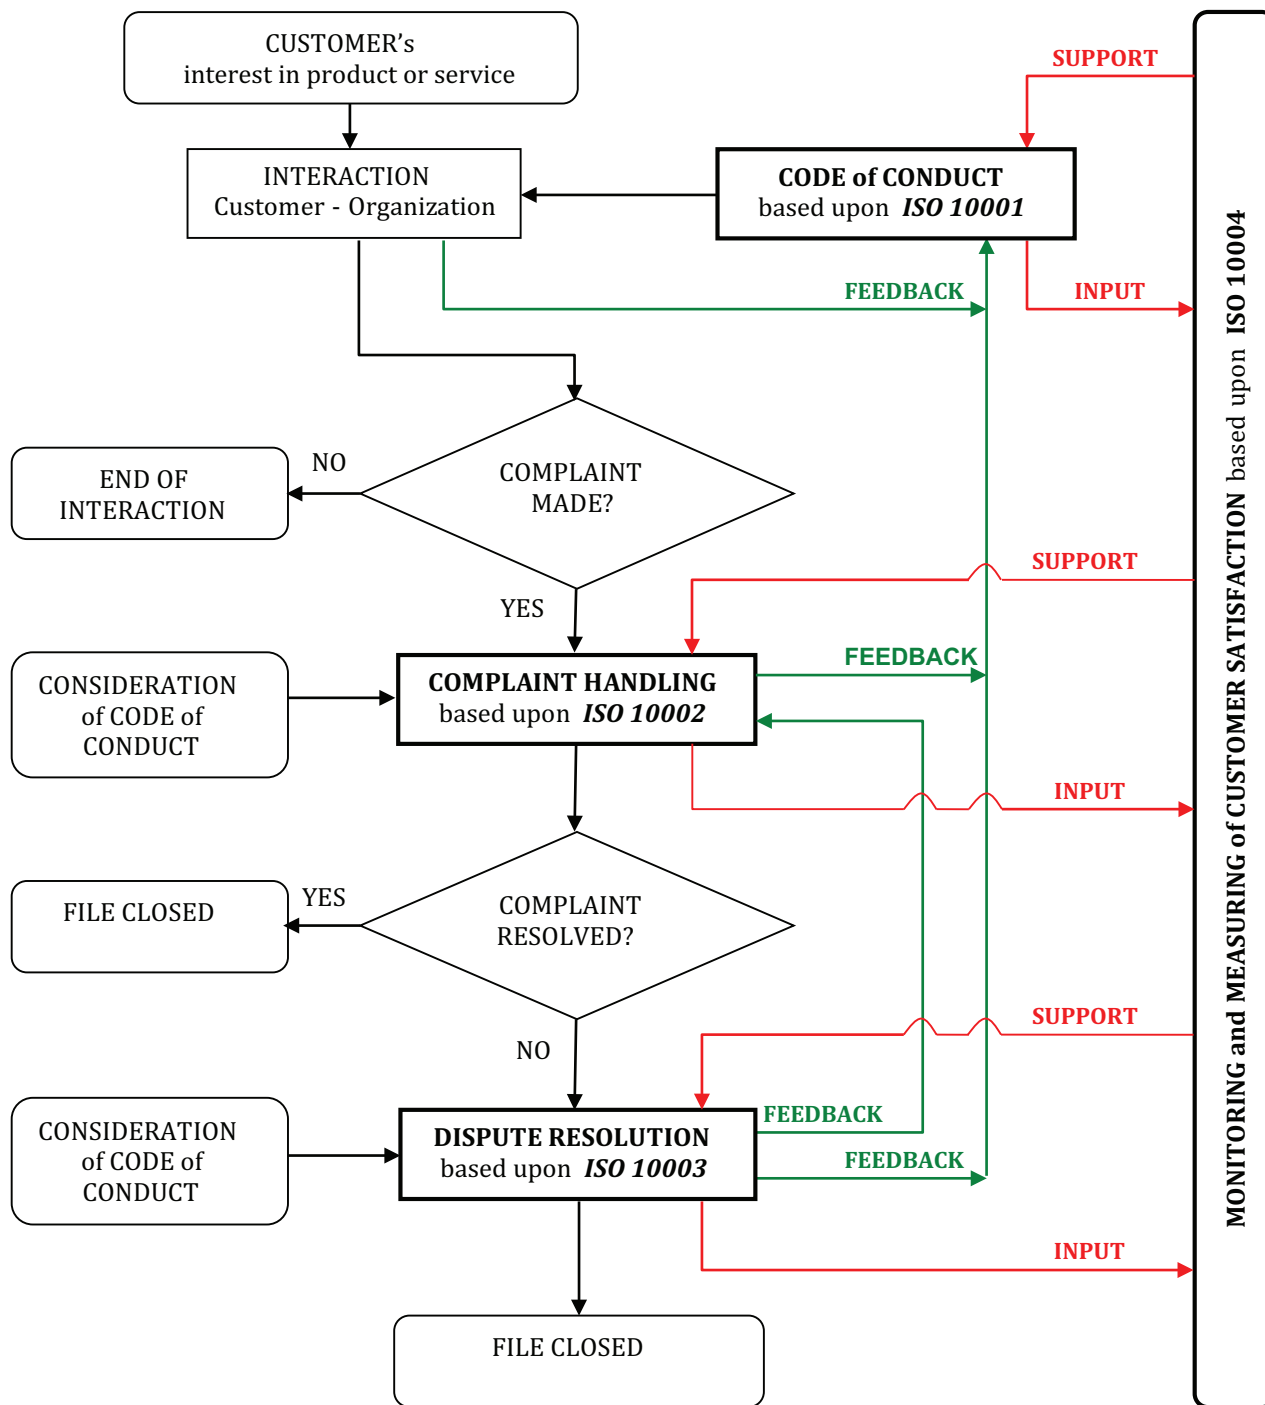 CUSTOMER's
interest in product or service
SUPPORT
INTERACTION
Customer - Organization
CODE of CONDUCT
based upon ISO 10001
FEEDBACK
INPUT
COMPLAINT
MADE?
NO
END OF
INTERACTION
SUPPORT
YES
CONSIDERATION
of CODE of
CONDUCT
COMPLAINT HANDLING
based upon ISO 10002
FEEDBACK
INPUT
YES
FILE CLOSED
COMPLAINT
RESOLVED?
SUPPORT
NO
CONSIDERATION
of CODE of
CONDUCT
DISPUTE RESOLUTION
based upon ISO 10003
FEEDBACK
FEEDBACK
INPUT
FILE CLOSED
MONITORING and MEASURING of CUSTOMER SATISFACTION based upon ISO 10004